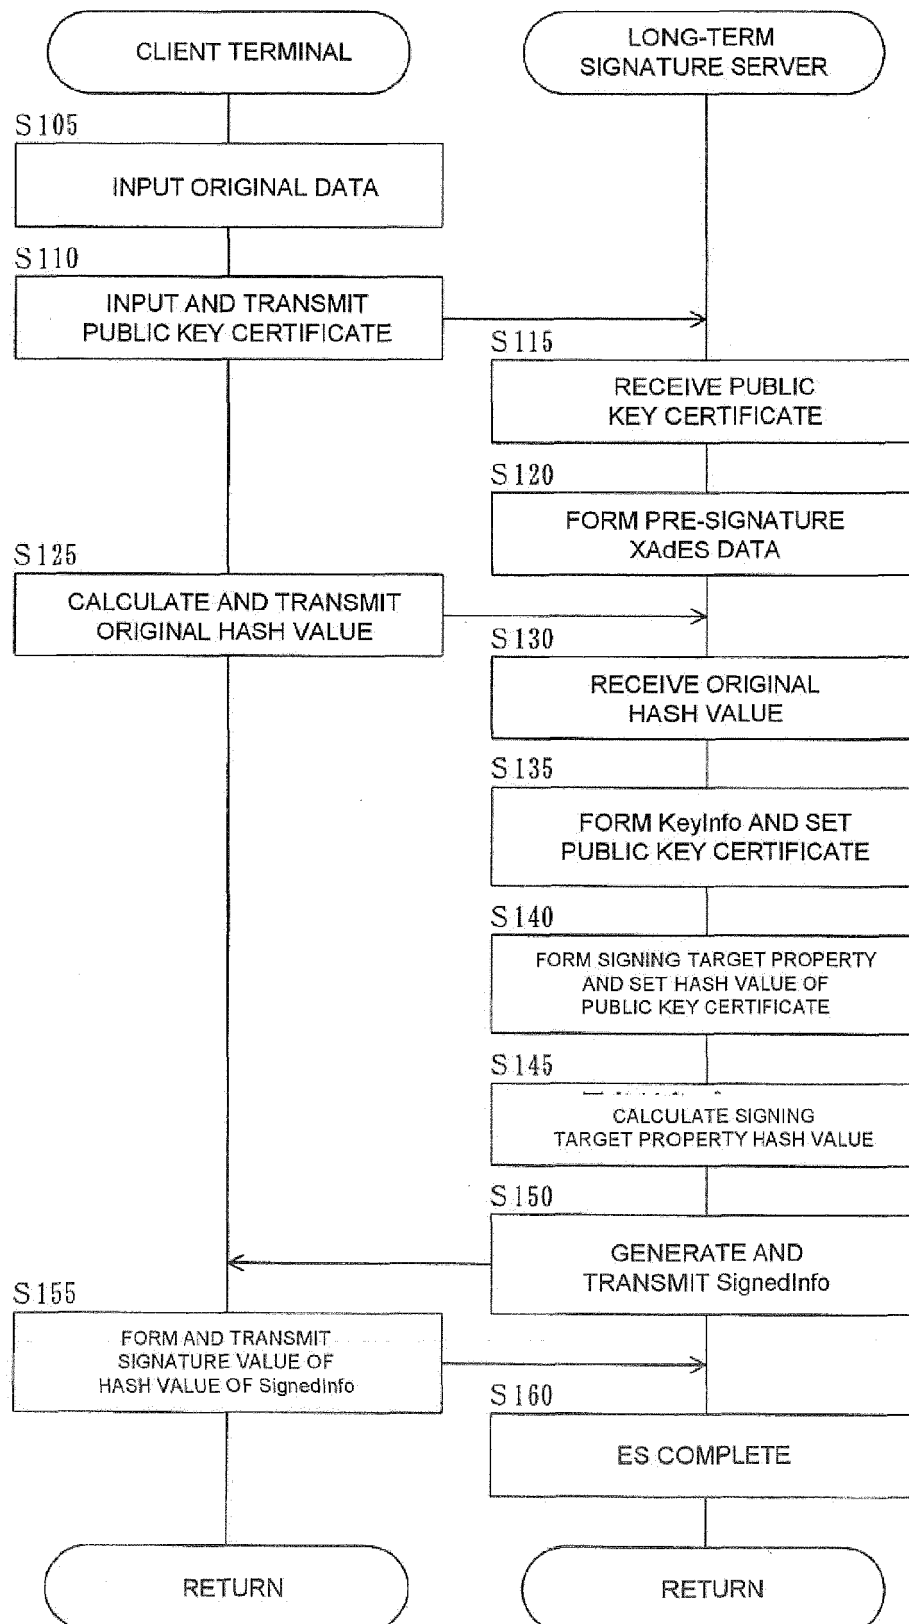 CLIENT TERMINAL
LONG-TERM
SIGNATURE SERVER
S105
INPUT ORIGINAL DATA
S110
INPUT AND TRANSMIT
PUBLIC KEY CERTIFICATE
S115
RECEIVE PUBLIC
KEY CERTIFICATE
S120
FORM PRE-SIGNATURE
XAdES DATA
S125
CALCULATE AND TRANSMIT
ORIGINAL HASH VALUE
S130
RECEIVE ORIGINAL
HASH VALUE
S135
FORM KeyInfo AND SET
PUBLIC KEY CERTIFICATE
S140
FORM SIGNING TARGET PROPERTY
AND SET HASH VALUE OF
PUBLIC KEY CERTIFICATE
S145
CALCULATE SIGNING
TARGET PROPERTY HASH VALUE
S150
GENERATE AND
TRANSMIT SignedInfo
S155
FORM AND TRANSMIT
SIGNATURE VALUE OF
HASH VALUE OF SignedInfo
S160
ES COMPLETE
RETURN
RETURN